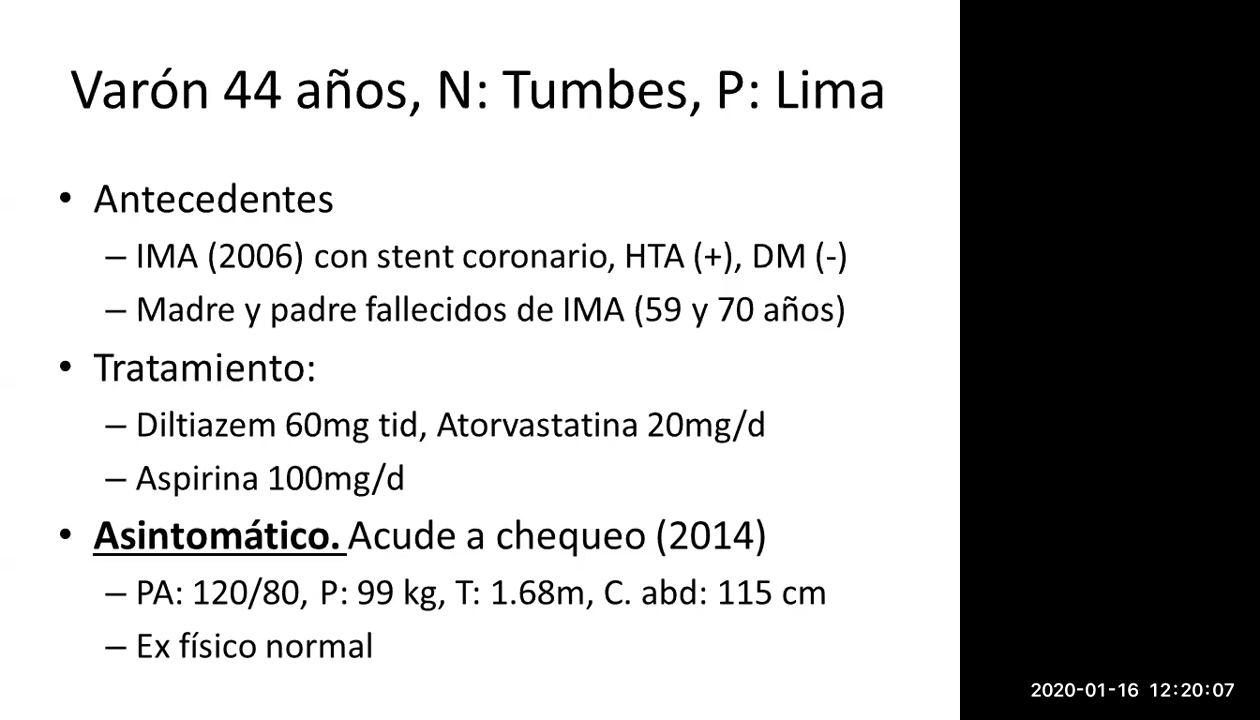 Varón 44 años, N: Tumbes, P: Lima
• Antecedentes
– IMA (2006) con stent coronario, HTA (+), DM (-)
– Madre y padre fallecidos de IMA (59 y 70 años)
• Tratamiento:
– Diltiazem 60mg tid, Atorvastatina 20mg/d
– Aspirina 100mg/d
• Asintomático. Acude a chequeo (2014)
– PA: 120/80, P: 99 kg, T: 1.68m, C. abd: 115 cm
– Ex físico normal
2020-01-16 12:20:07